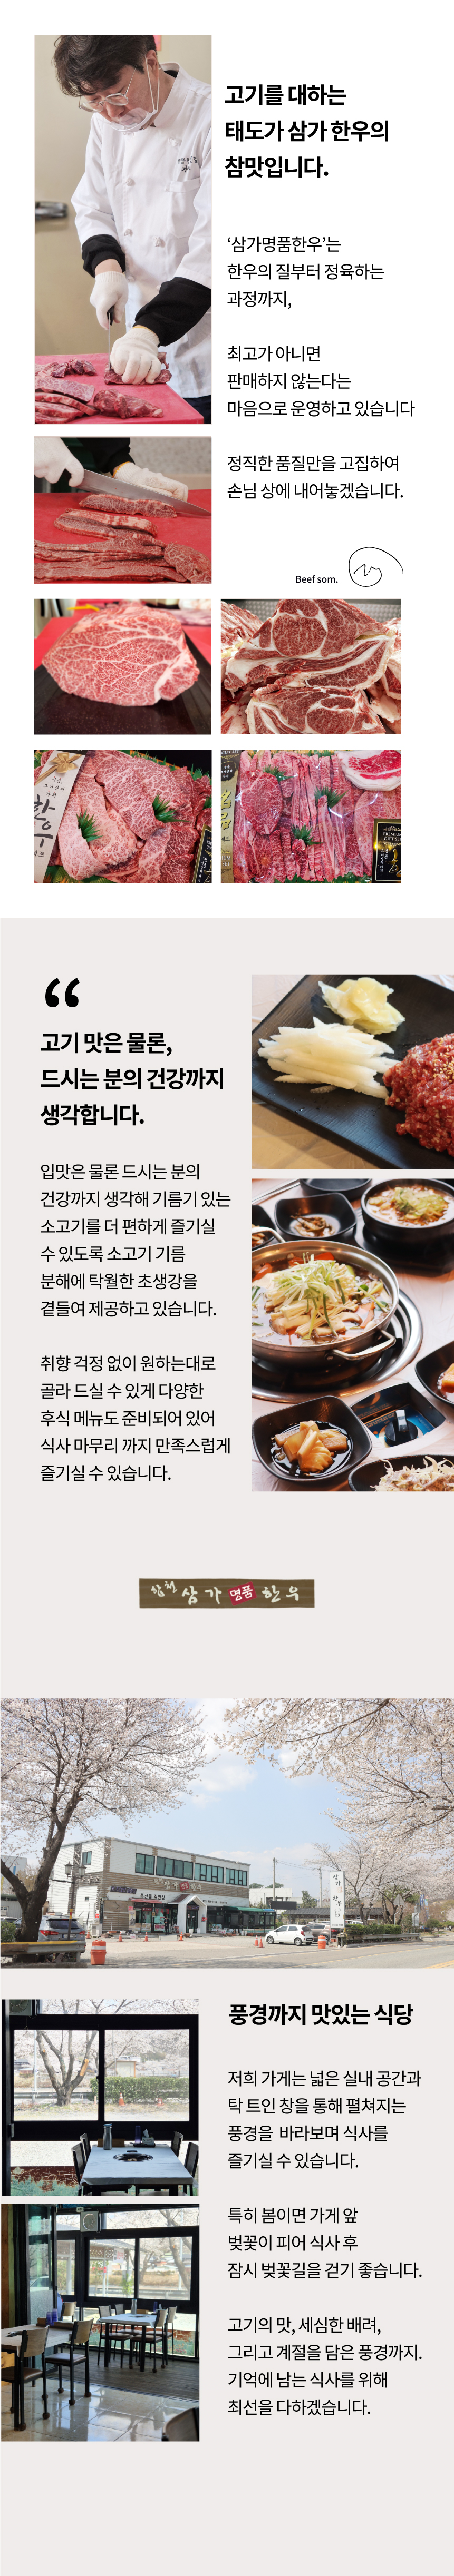 고기를 대하는
태도가 삼가 한우의
참맛입니다.
‘삼가명품한우’는
한우의 질부터 정육하는
과정까지,
최고가 아니면
판매하지 않는다는
마음으로 운영하고 있습니다
정직한 품질만을 고집하여
손님 상에 내어놓겠습니다.
Beef som.
한우
PREMIUM
“
고기 맛은 물론,
드시는 분의 건강까지
생각합니다.
입맛은 물론 드시는 분의
건강까지 생각해 기름기 있는
소고기를 더 편하게 즐기실
수 있도록 소고기 기름
분해에 탁월한 초생강을
곁들여 제공하고 있습니다.
취향 걱정 없이 원하는대로
골라 드실 수 있게 다양한
후식 메뉴도 준비되어 있어
식사 마무리 까지 만족스럽게
즐기실 수 있습니다.
합천 삼가 명품 한우
풍경까지 맛있는 식당
저희 가게는 넓은 실내 공간과
탁 트인 창을 통해 펼쳐지는
풍경을 바라보며 식사를
즐기실 수 있습니다.
특히 봄이면 가게 앞
벚꽃이 피어 식사 후
잠시 벚꽃길을 걷기 좋습니다.
고기의 맛, 세심한 배려,
그리고 계절을 담은 풍경까지.
기억에 남는 식사를 위해
최선을 다하겠습니다.